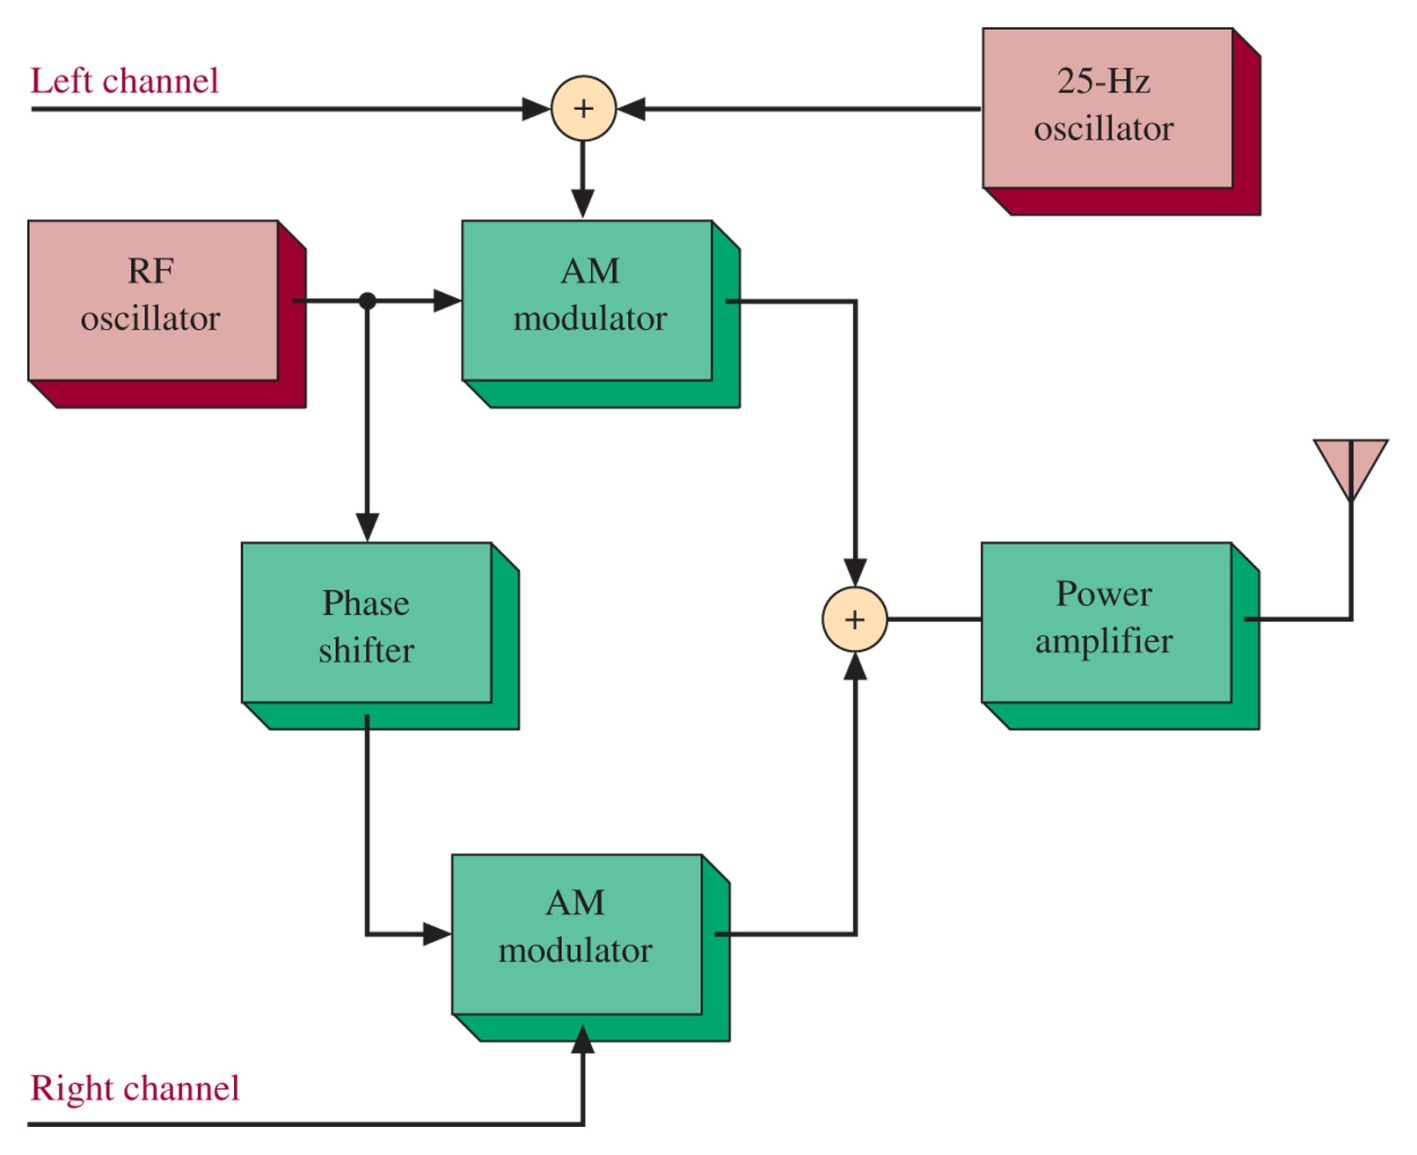 Left channel
+
25-Hz
oscillator
RF
oscillator
AM
modulator
Phase
shifter
+
Power
amplifier
AM
modulator
Right channel